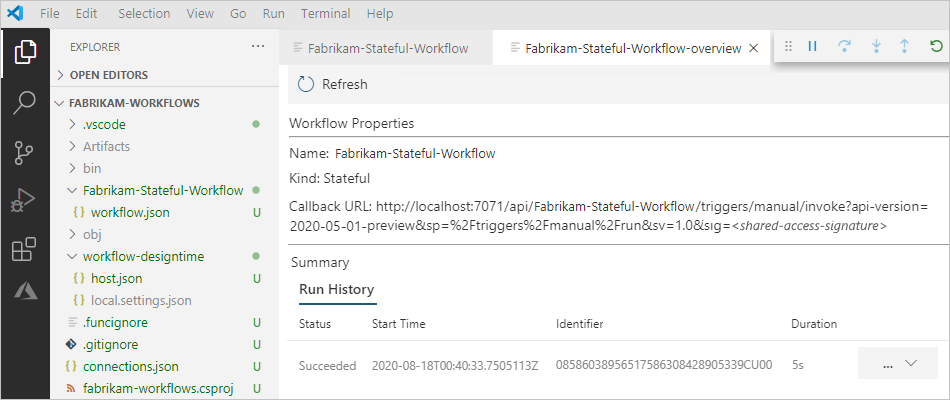 File Edit Selection View Go Run Terminal Help
EXPLORER ...
OPEN EDITORS
FABRIKAM-WORKFLOWS
.vscode
Artifacts
bin
Fabrikam-Stateful-Workflow
workflow.json U
obj
workflow-designtime
host.json U
local.settings.json
.funcignore U
.gitignore U
connections.json U
fabrikam-workflows.csproj U
Fabrikam-Stateful-Workflow Fabrikam-Stateful-Workflow-overview
Refresh
Workflow Properties
Name: Fabrikam-Stateful-Workflow
Kind: Stateful
Callback URL: http://localhost:7071/api/Fabrikam-Stateful-Workflow/triggers/manual/invoke?api-version=
2020-05-01-preview&sp=%2Ftriggers%2Fmanual%2Frun&sv=1.0&sig=<shared-access-signature>
Summary
Run History
Status Start Time Identifier Duration
Succeeded 2020-08-18T00:40:33.7505113Z 08586038956517586308428905339CU00 5s ...